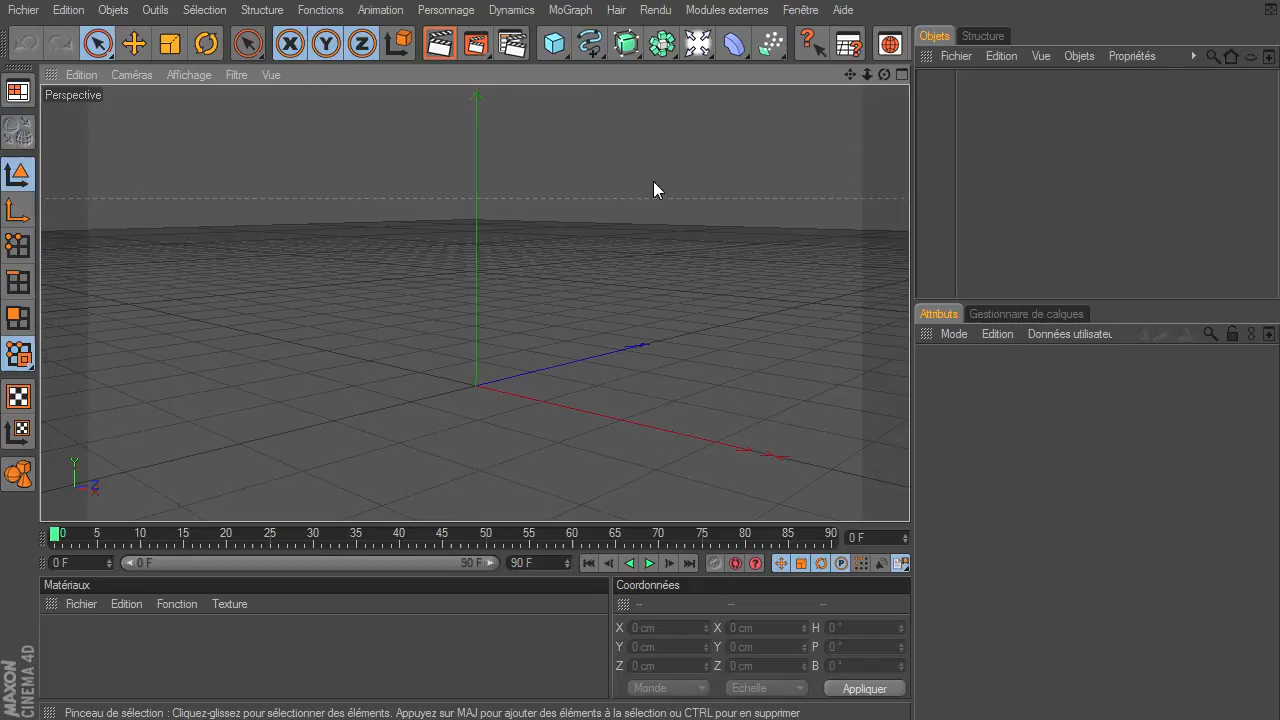 Fichier Edition Objets Outils Sélection Structure Fonctions Animation Personnage Dynamics MoGraph Hair Rendu Modules externes Fenêtre Aide
X Y Z
Objets Structure
Fichier Edition Vue Objets Propriétés
Edition Caméras Affichage Filtre Vue
Perspective
Y
Z
X
Attributs Gestionnaire de calques
Mode Edition Données utilisateu
0 5 10 15 20 25 30 35 40 45 50 55 60 65 70 75 80 85 90
0 F
0 F 0 F 90 F 90 F
P
Matériaux
Fichier Edition Fonction Texture
Coordonnées
-- -- --
X 0 cm X 0 cm H 0 °
Y 0 cm Y 0 cm P 0 °
Z 0 cm Z 0 cm B 0 °
Monde Echelle Appliquer
MAXON
CINEMA 4D
Pinceau de sélection : Cliquez-glissez pour sélectionner des éléments. Appuyez sur MAJ pour ajouter des éléments à la sélection ou CTRL pour en supprimer